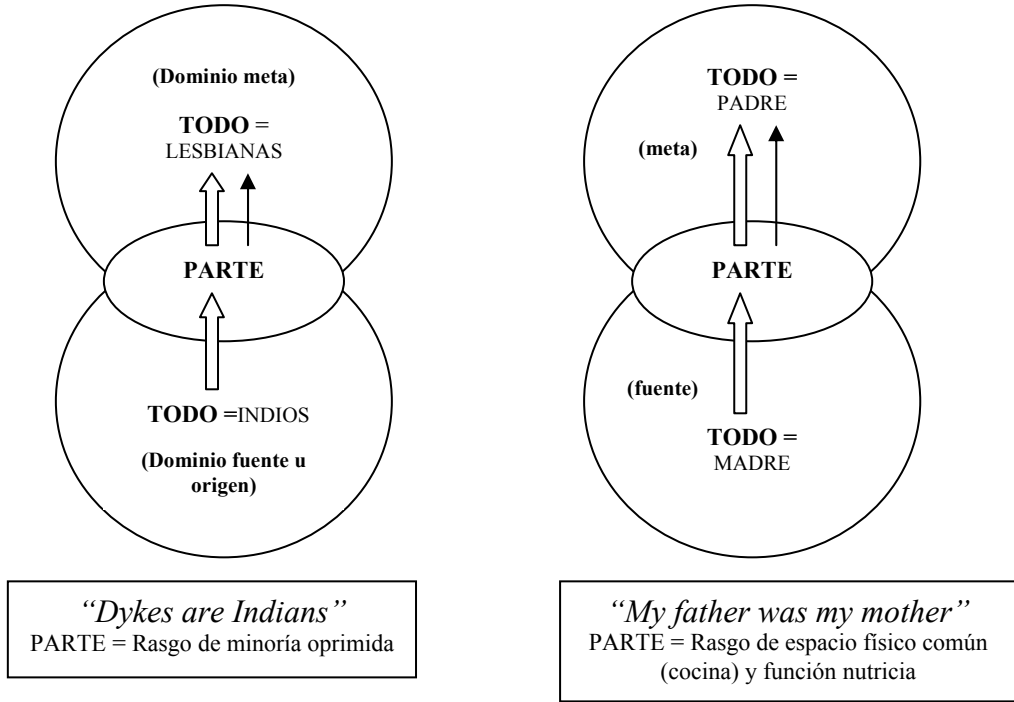 (Dominio meta)
TODO =
LESBIANAS
PARTE
TODO =INDIOS
(Dominio fuente u
origen)
“Dykes are Indians”
PARTE = Rasgo de minoría oprimida
TODO =
PADRE
(meta)
PARTE
(fuente)
TODO =
MADRE
“My father was my mother”
PARTE = Rasgo de espacio físico común
(cocina) y función nutricia